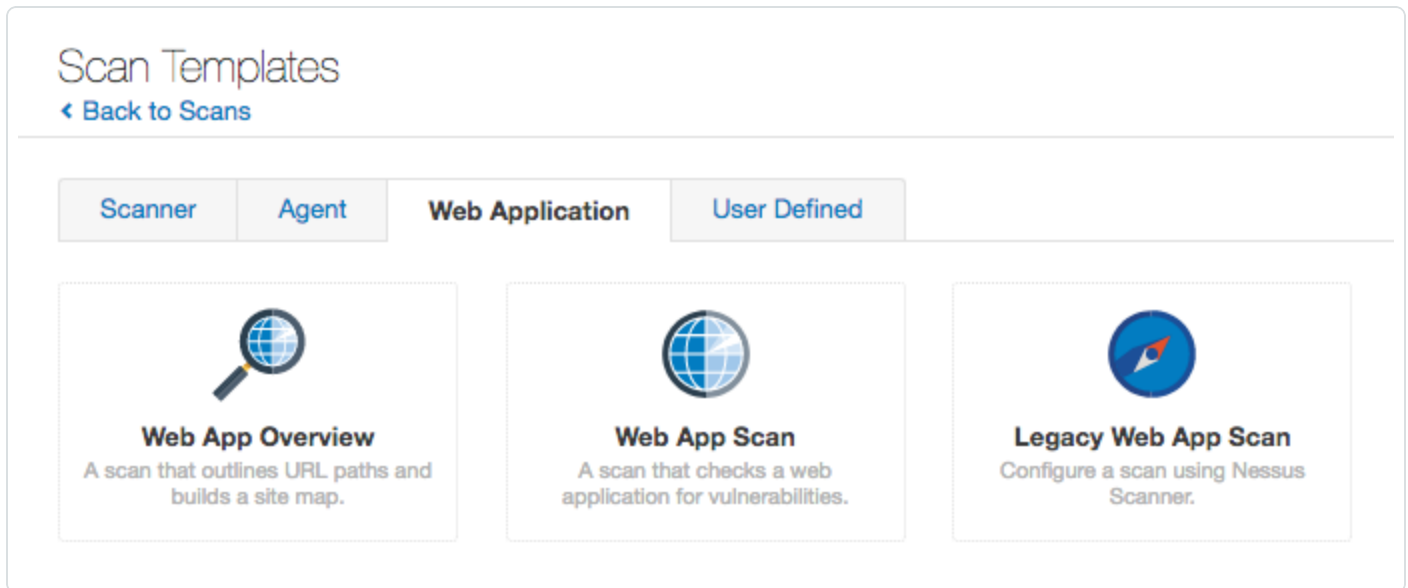 Scan Templates
Back to Scans
Scanner
Agent
Web Application
User Defined
Web App Overview
A scan that outlines URL paths and
builds a site map.
Web App Scan
A scan that checks a web
application for vulnerabilities.
Legacy Web App Scan
Configure a scan using Nessus
Scanner.